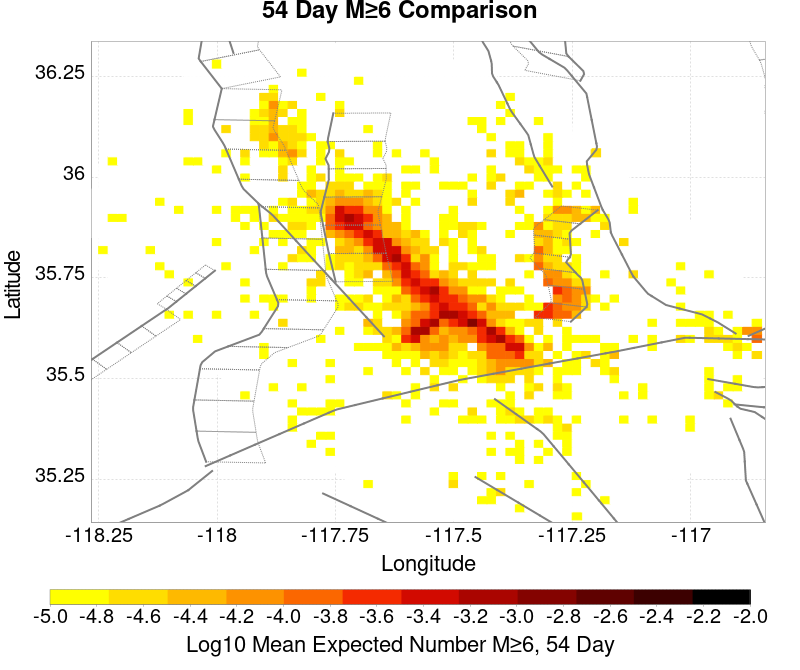 54 Day M≥6 Comparison
36.25
36
35.75
35.5
35.25
Latitude
-118.25 -118 -117.75 -117.5 -117.25 -117
Longitude
-5.0 -4.8 -4.6 -4.4 -4.2 -4.0 -3.8 -3.6 -3.4 -3.2 -3.0 -2.8 -2.6 -2.4 -2.2 -2.0
Log10 Mean Expected Number M≥6, 54 Day